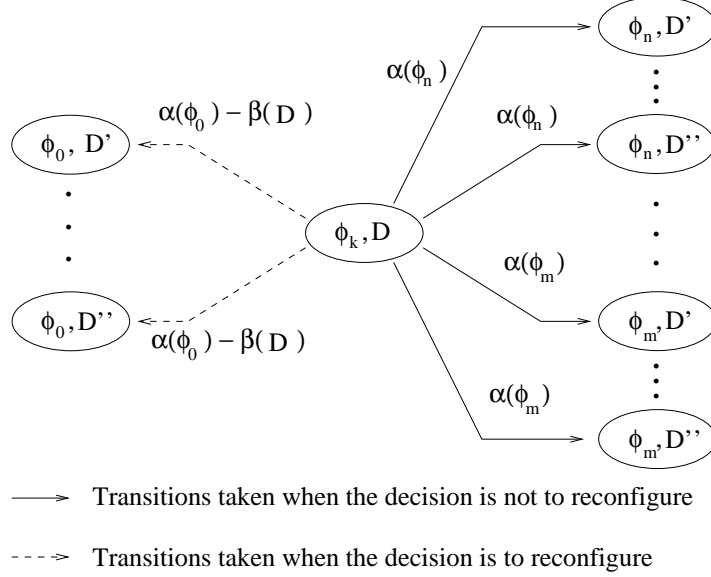 ϕn, D'
α(ϕn)
α(ϕ0) − β(D)
α(ϕn)
ϕ0, D'
ϕn, D''
ϕk, D
α(ϕm)
ϕ0, D''
ϕm, D'
α(ϕ0) − β(D)
α(ϕm)
ϕm, D''
Transitions taken when the decision is not to reconfigure
Transitions taken when the decision is to reconfigure